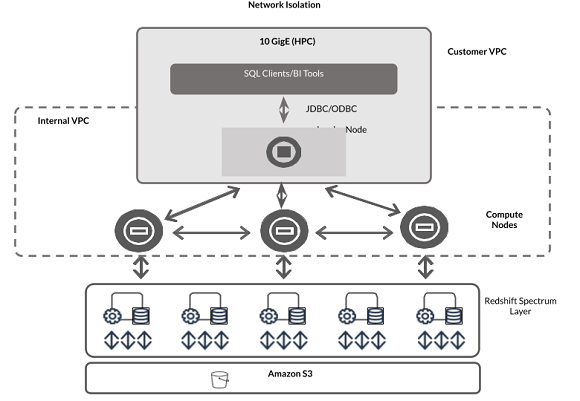 Network Isolation
10 GigE (HPC)
Customer VPC
SQL Clients/BI Tools
JDBC/ODBC
Internal VPC
Node
Compute
Nodes
Redshift Spectrum
Layer
Amazon S3